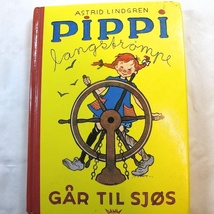 ASTRID LINDGREN
PIPPI
langstrømpe
GÅR TIL SJØS